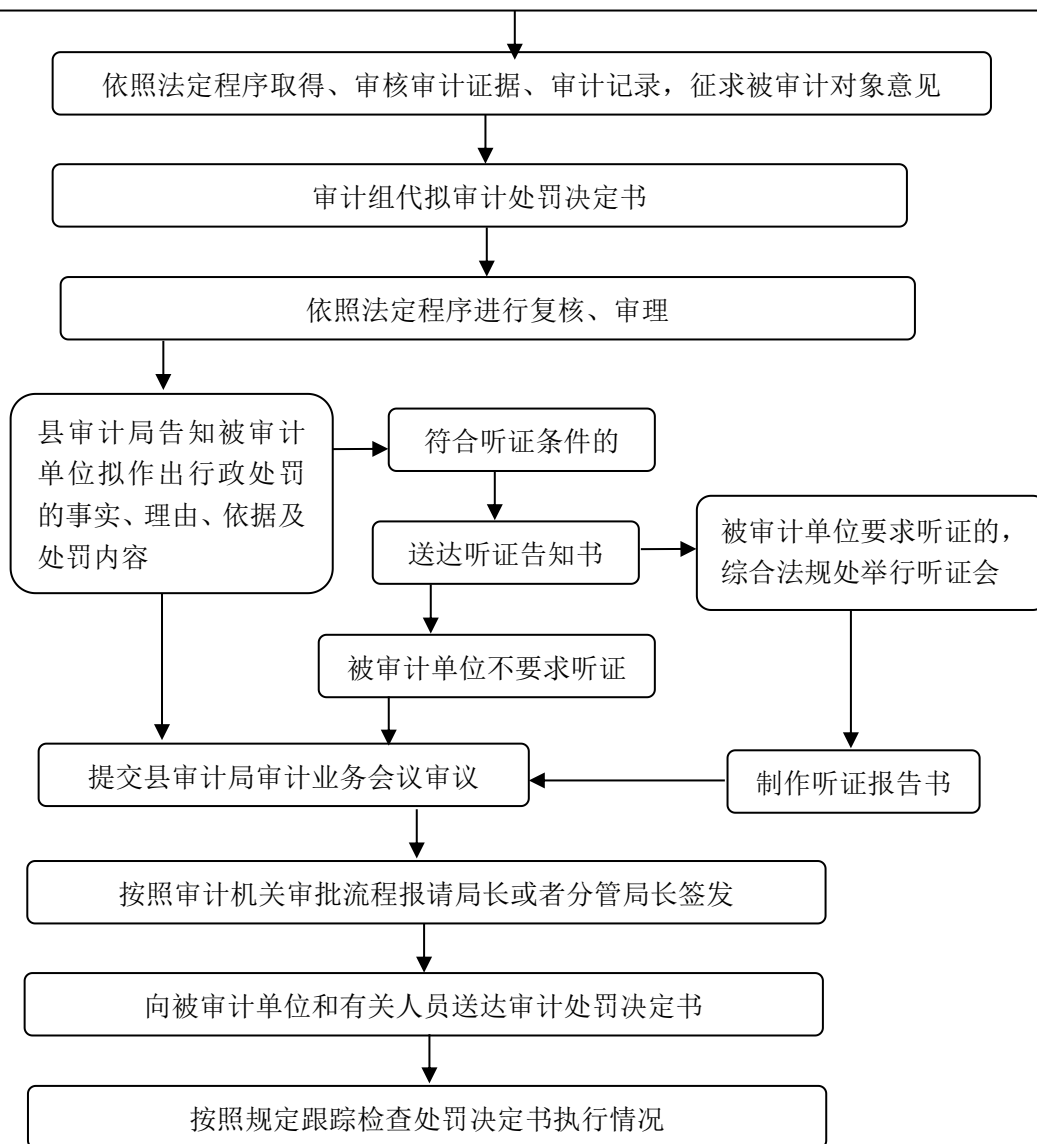 依照法定程序取得、审核审计证据、审计记录，征求被审计对象意见
审计组代拟审计处罚决定书
依照法定程序进行复核、审理
县审计局告知被审计
单位拟作出行政处罚
的事实、理由、依据及
处罚内容
符合听证条件的
送达听证告知书
被审计单位要求听证的，
综合法规处举行听证会
被审计单位不要求听证
提交县审计局审计业务会议审议
制作听证报告书
按照审计机关审批流程报请局长或者分管局长签发
向被审计单位和有关人员送达审计处罚决定书
按照规定跟踪检查处罚决定书执行情况